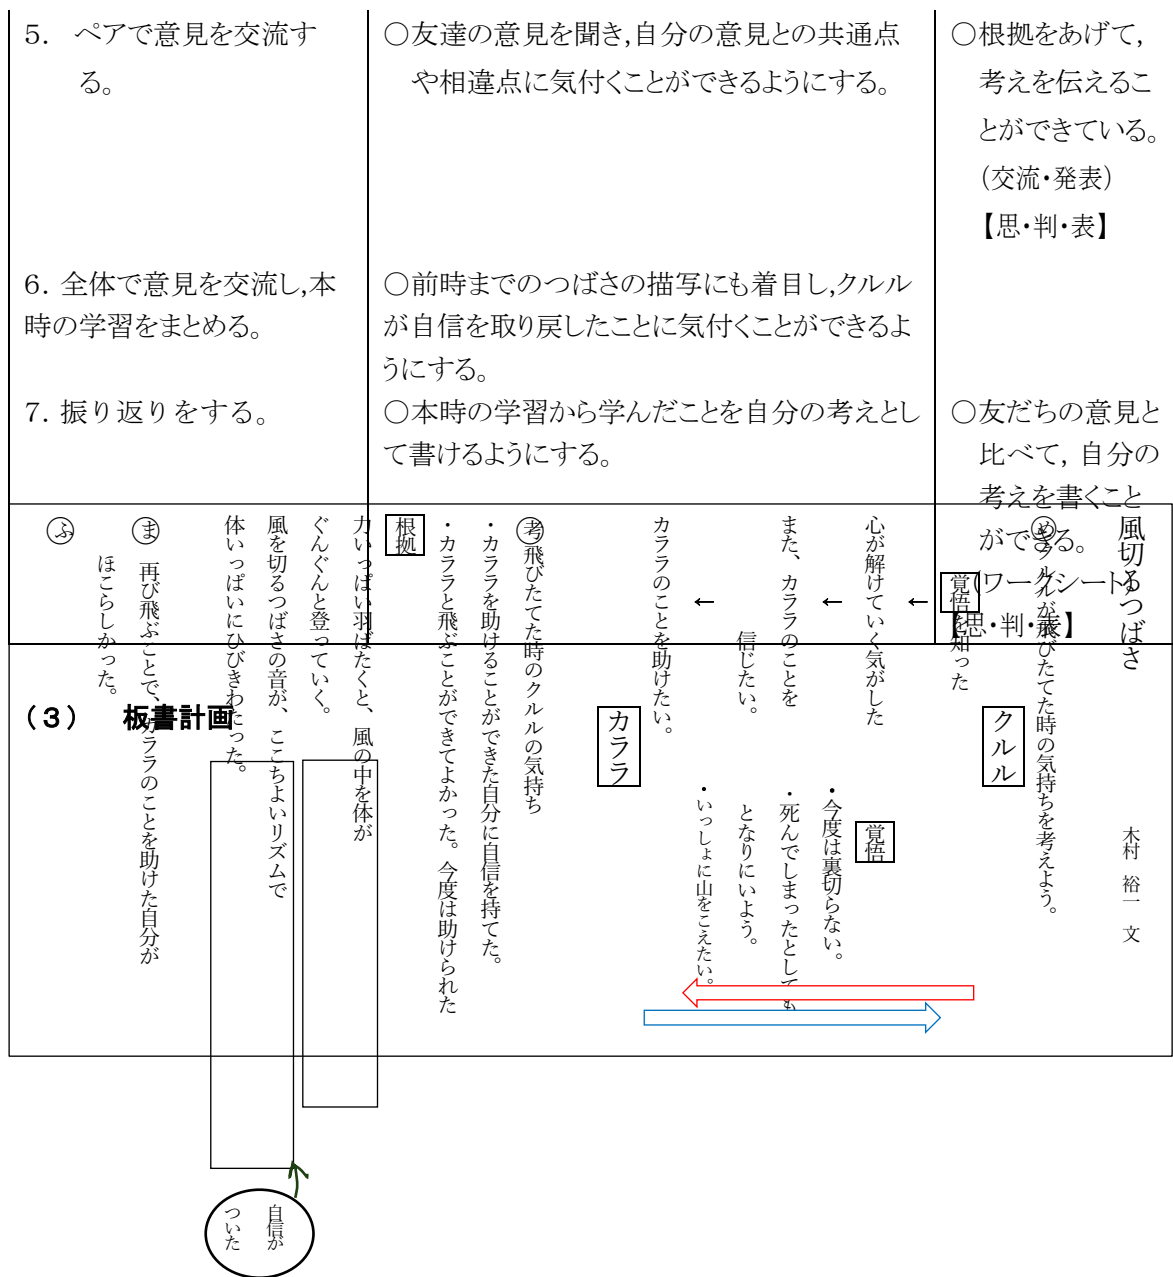 5. ペアで意見を交流す
る。
○友達の意見を聞き,自分の意見との共通点
や相違点に気付くことができるようにする。
○根拠をあげて,
考えを伝えるこ
とができている。
(交流・発表)
【思・判・表】
6. 全体で意見を交流し,本
時の学習をまとめる。
○前時までのつばさの描写にも着目し,クルル
が自信を取り戻したことに気付くことができるよ
うにする。
7. 振り返りをする。
○本時の学習から学んだことを自分の考えとし
て書けるようにする。
○友だちの意見と
比べて, 自分の
考えを書くこと
ができる。
(ワークシート)
【思・判・表】
(3) 板書計画
風切るつばさ
木村 裕一 文
め クルルが飛びたてた時の気持ちを考えよう。
クルル
覚悟を知った
心が解けていく気がした
また、カララのことを
信じたい。
カララのことを助けたい。
← ← ←
覚悟
・今度は裏切らない。
・死んでしまったとしても
となりにいよう。
・いっしょに山をこえたい。
カララ
考 飛びたてた時のクルルの気持ち
・カララを助けることができた自分に自信を持てた。
・カララと飛ぶことができてよかった。今度は助けられた
根拠
力いっぱい羽ばたくと、風の中を体が
ぐんぐんと登っていく。
風を切るつばさの音が、ここちよいリズムで
体いっぱいにひびきわたった。
自信が
ついた
ま 再び飛ぶことで、カララのことを助けた自分が
ほこらしかった。
ふ